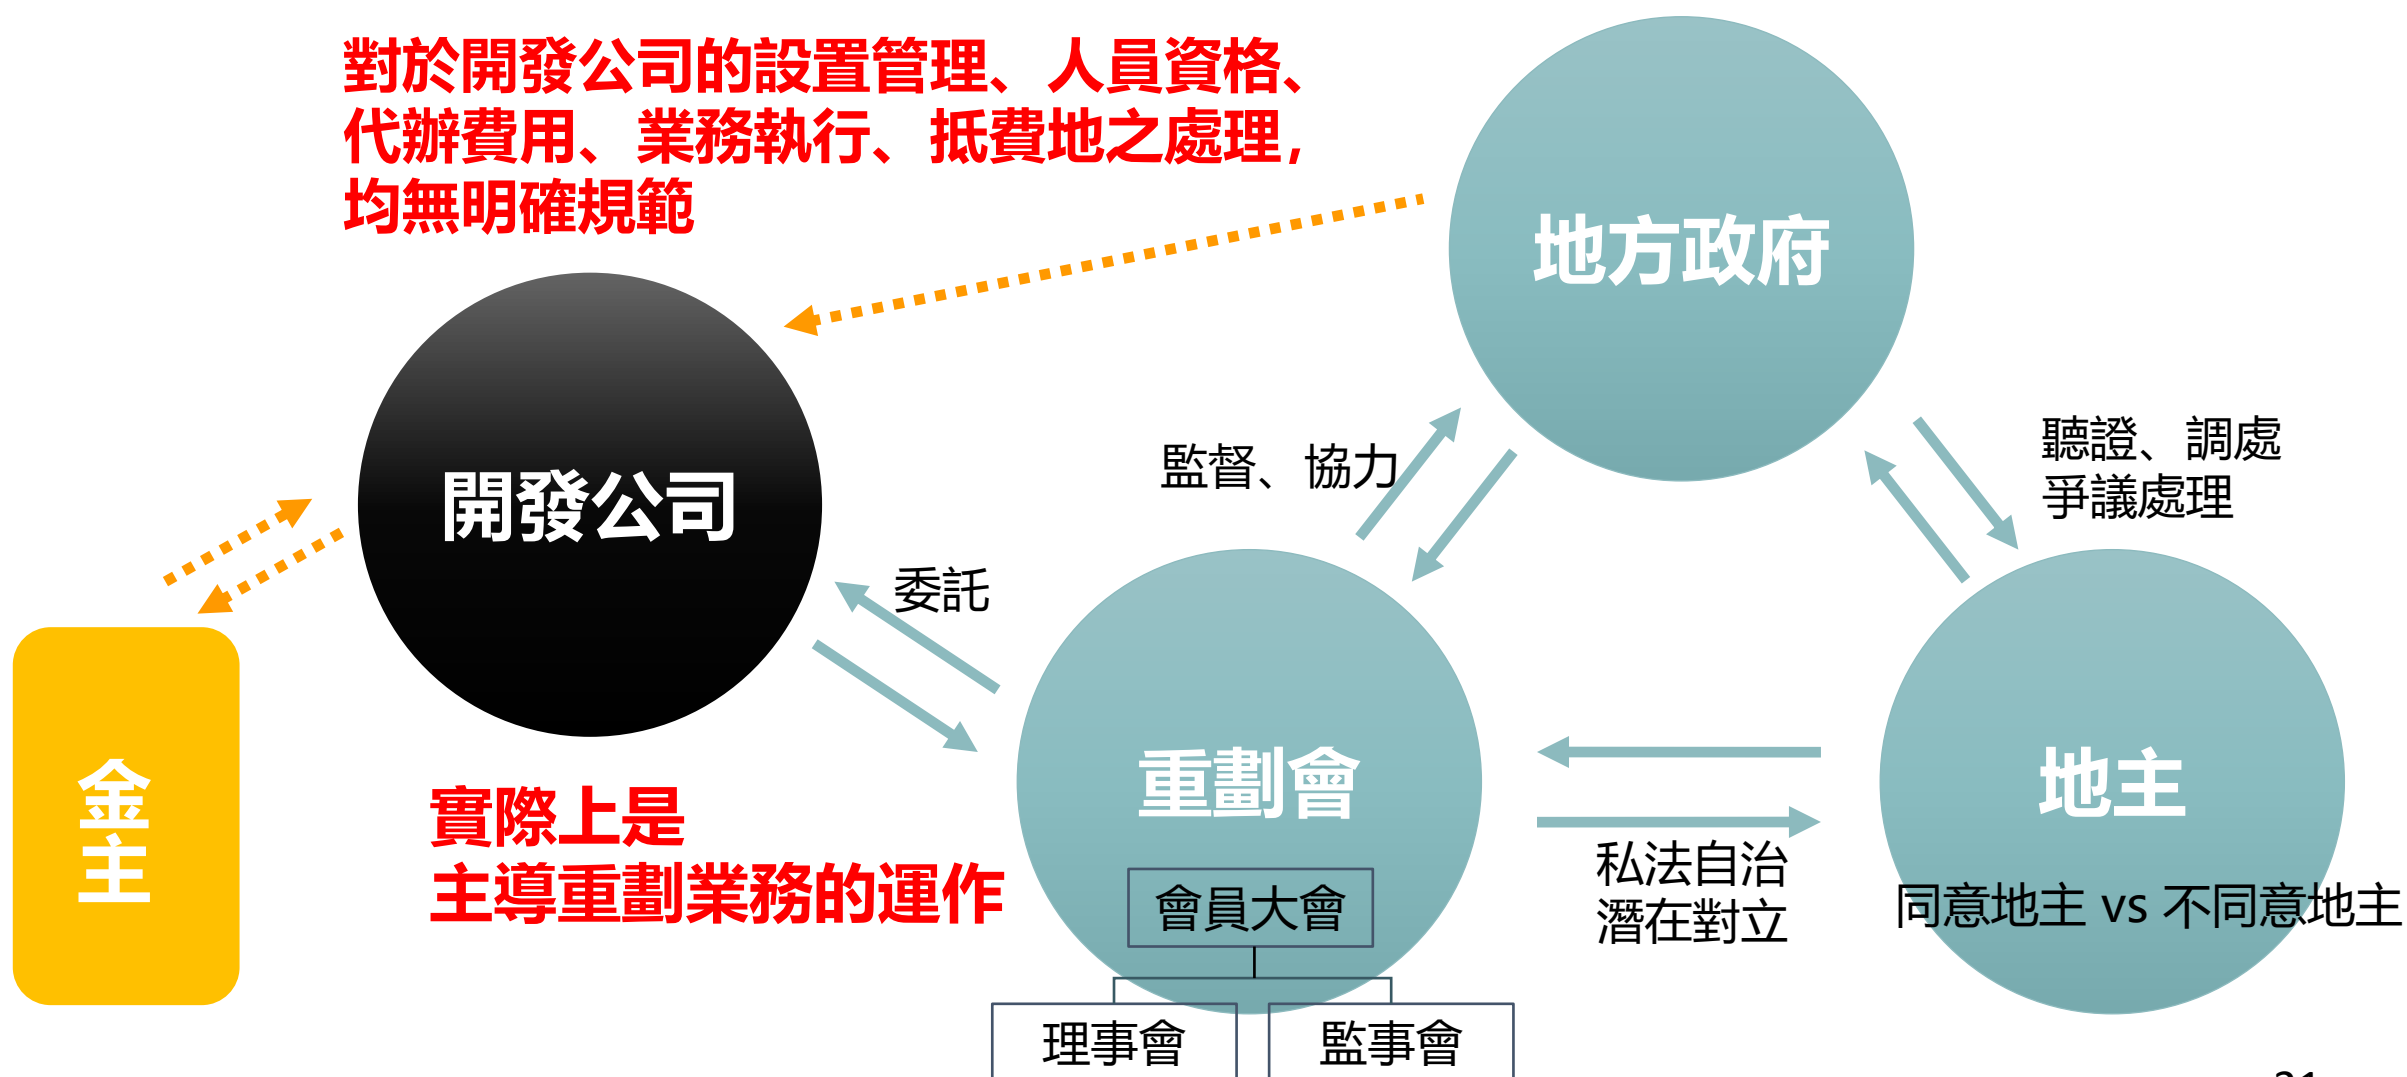 對於開發公司的設置管理、人員資格、
代辦費用、業務執行、抵費地之處理，
均無明確規範
地方政府
開發公司
監督、協力
聽證、調處
爭議處理
委託
金主
實際上是
主導重劃業務的運作
重劃會
地主
私法自治
潛在對立
同意地主 vs 不同意地主
會員大會
理事會
監事會